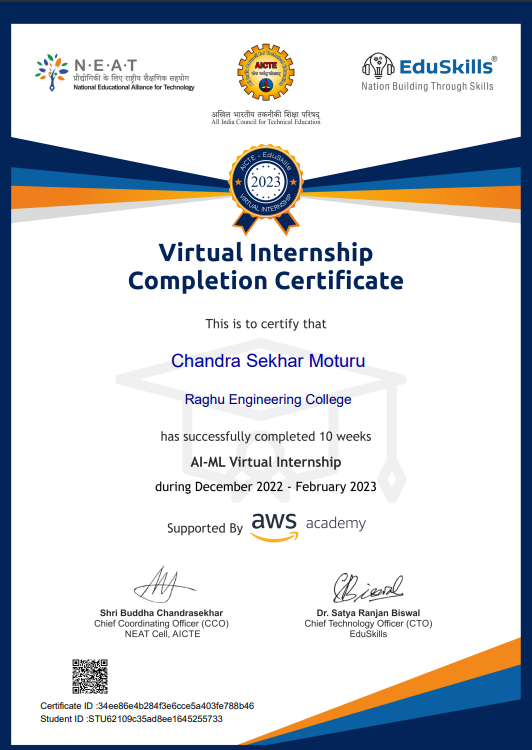 N·E·A·T
प्रौद्योगिकी के लिए राष्ट्रीय शैक्षणिक सहयोग
National Educational Alliance for Technology
AICTE
अखिल भारतीय तकनीकी शिक्षा परिषद्
All India Council for Technical Education
EduSkills®
Nation Building Through Skills
AICTE - EduSkills
2023
VIRTUAL INTERNSHIP
Virtual Internship
Completion Certificate
This is to certify that
Chandra Sekhar Moturu
Raghu Engineering College
has successfully completed 10 weeks
AI-ML Virtual Internship
during December 2022 - February 2023
Supported By aws academy
Shri Buddha Chandrasekhar
Chief Coordinating Officer (CCO)
NEAT Cell, AICTE
Dr. Satya Ranjan Biswal
Chief Technology Officer (CTO)
EduSkills
Certificate ID :34ee86e4b284f3e6cce5a403fe788b46
Student ID :STU62109c35ad8ee1645255733